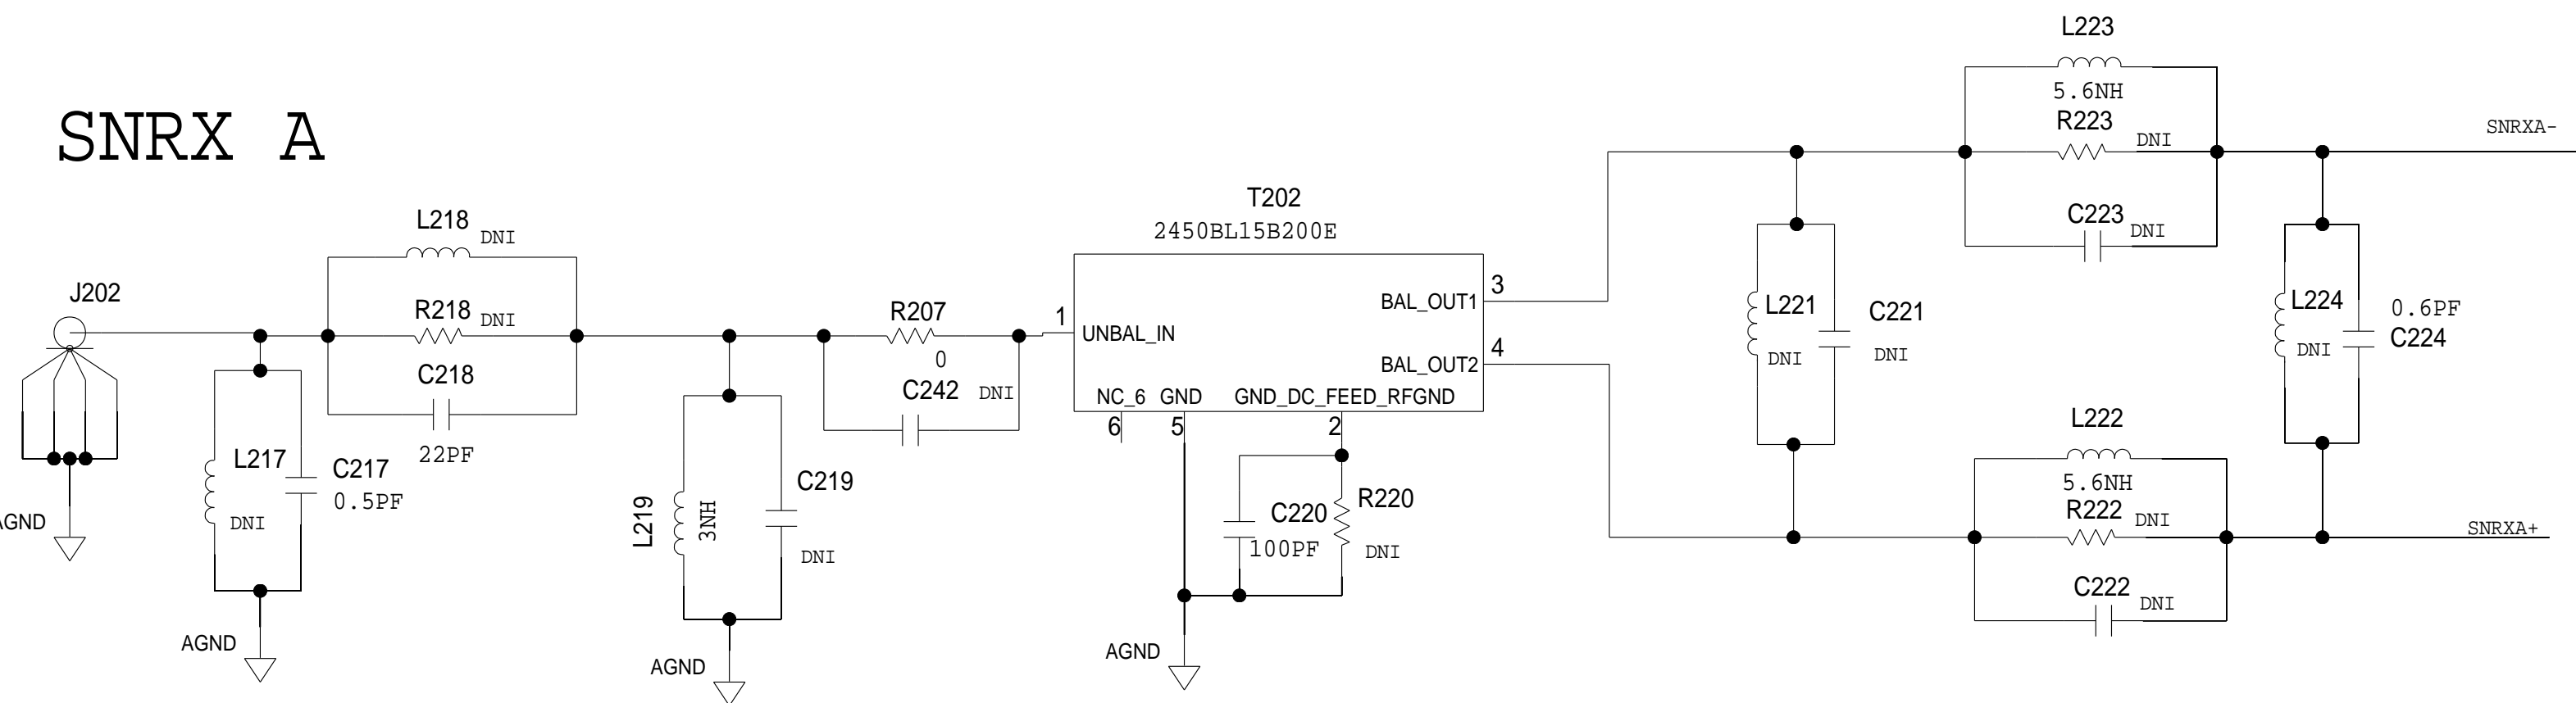 SNRX A
J202
AGND
L217
DNI
C217
0.5PF
AGND
L218
DNI
R218
DNI
C218
22PF
L219
3NH
C219
DNI
AGND
R207
0
C242
DNI
T202
2450BL15B200E
1
UNBAL_IN
BAL_OUT1
3
BAL_OUT2
4
NC_6
GND
GND_DC_FEED_RFGND
6
5
2
C220
100PF
R220
DNI
AGND
L221
DNI
C221
DNI
L223
5.6NH
R223
DNI
C223
DNI
L222
5.6NH
R222
DNI
C222
DNI
L224
DNI
0.6PF
C224
SNRXA-
SNRXA+